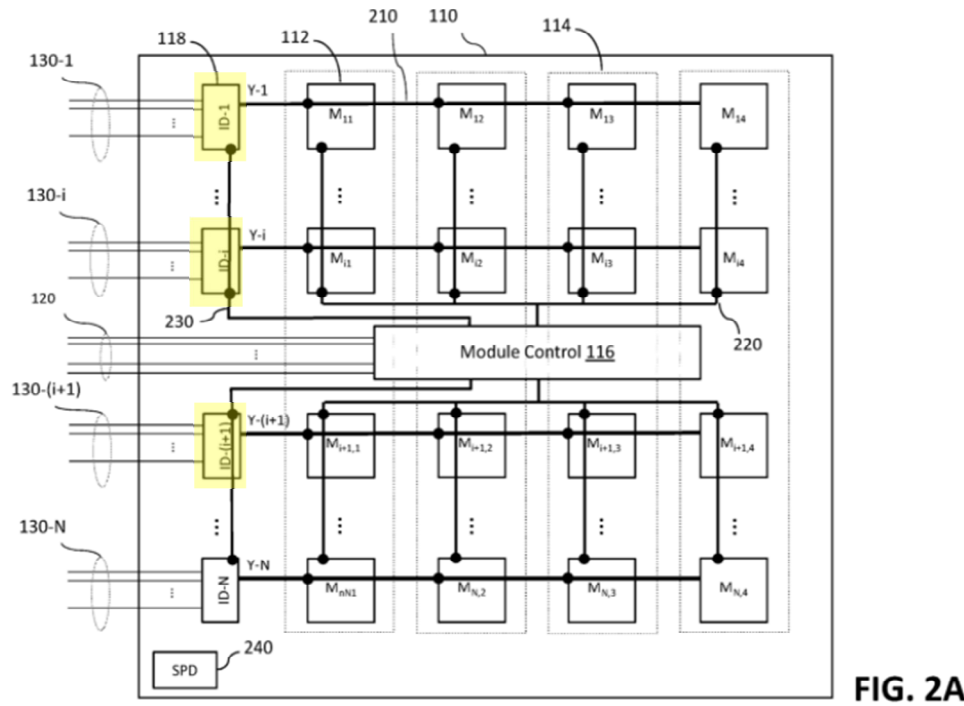 118 112 210 110 114
130-1
ID-1 Y-1 M11 M12 M13 M14
130-i
ID-i Y-i Mi1 Mi2 Mi3 Mi4
120 230 220
Module Control 116
130-(i+1)
ID-(i+1) Y-(i+1) Mi+1,1 Mi+1,2 Mi+1,3 Mi+1,4
130-N
ID-N Y-N MnN1 MN,2 MN,3 MN,4
SPD 240
FIG. 2A